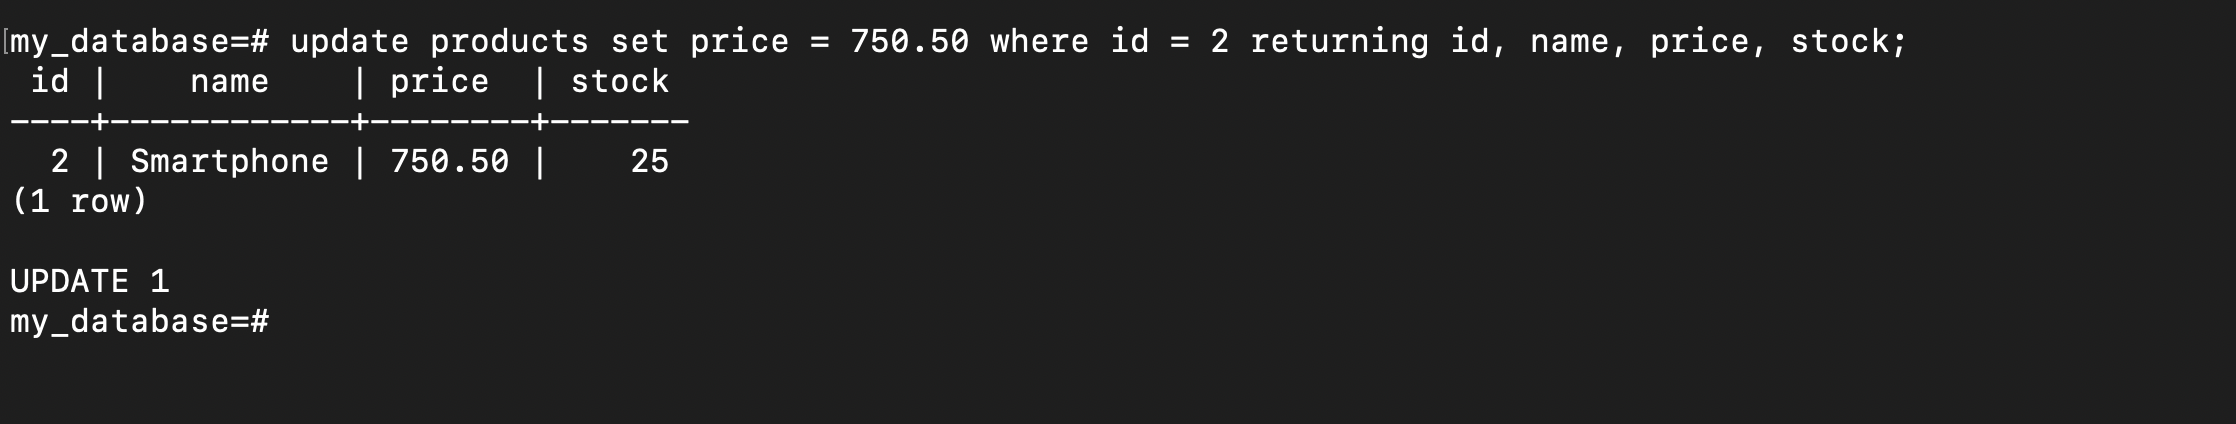 [my_database=# update products set price = 750.50 where id = 2 returning id, name, price, stock;
 id |    name    | price  | stock
----+------------+--------+-------
  2 | Smartphone | 750.50 |    25
(1 row)

UPDATE 1
my_database=#